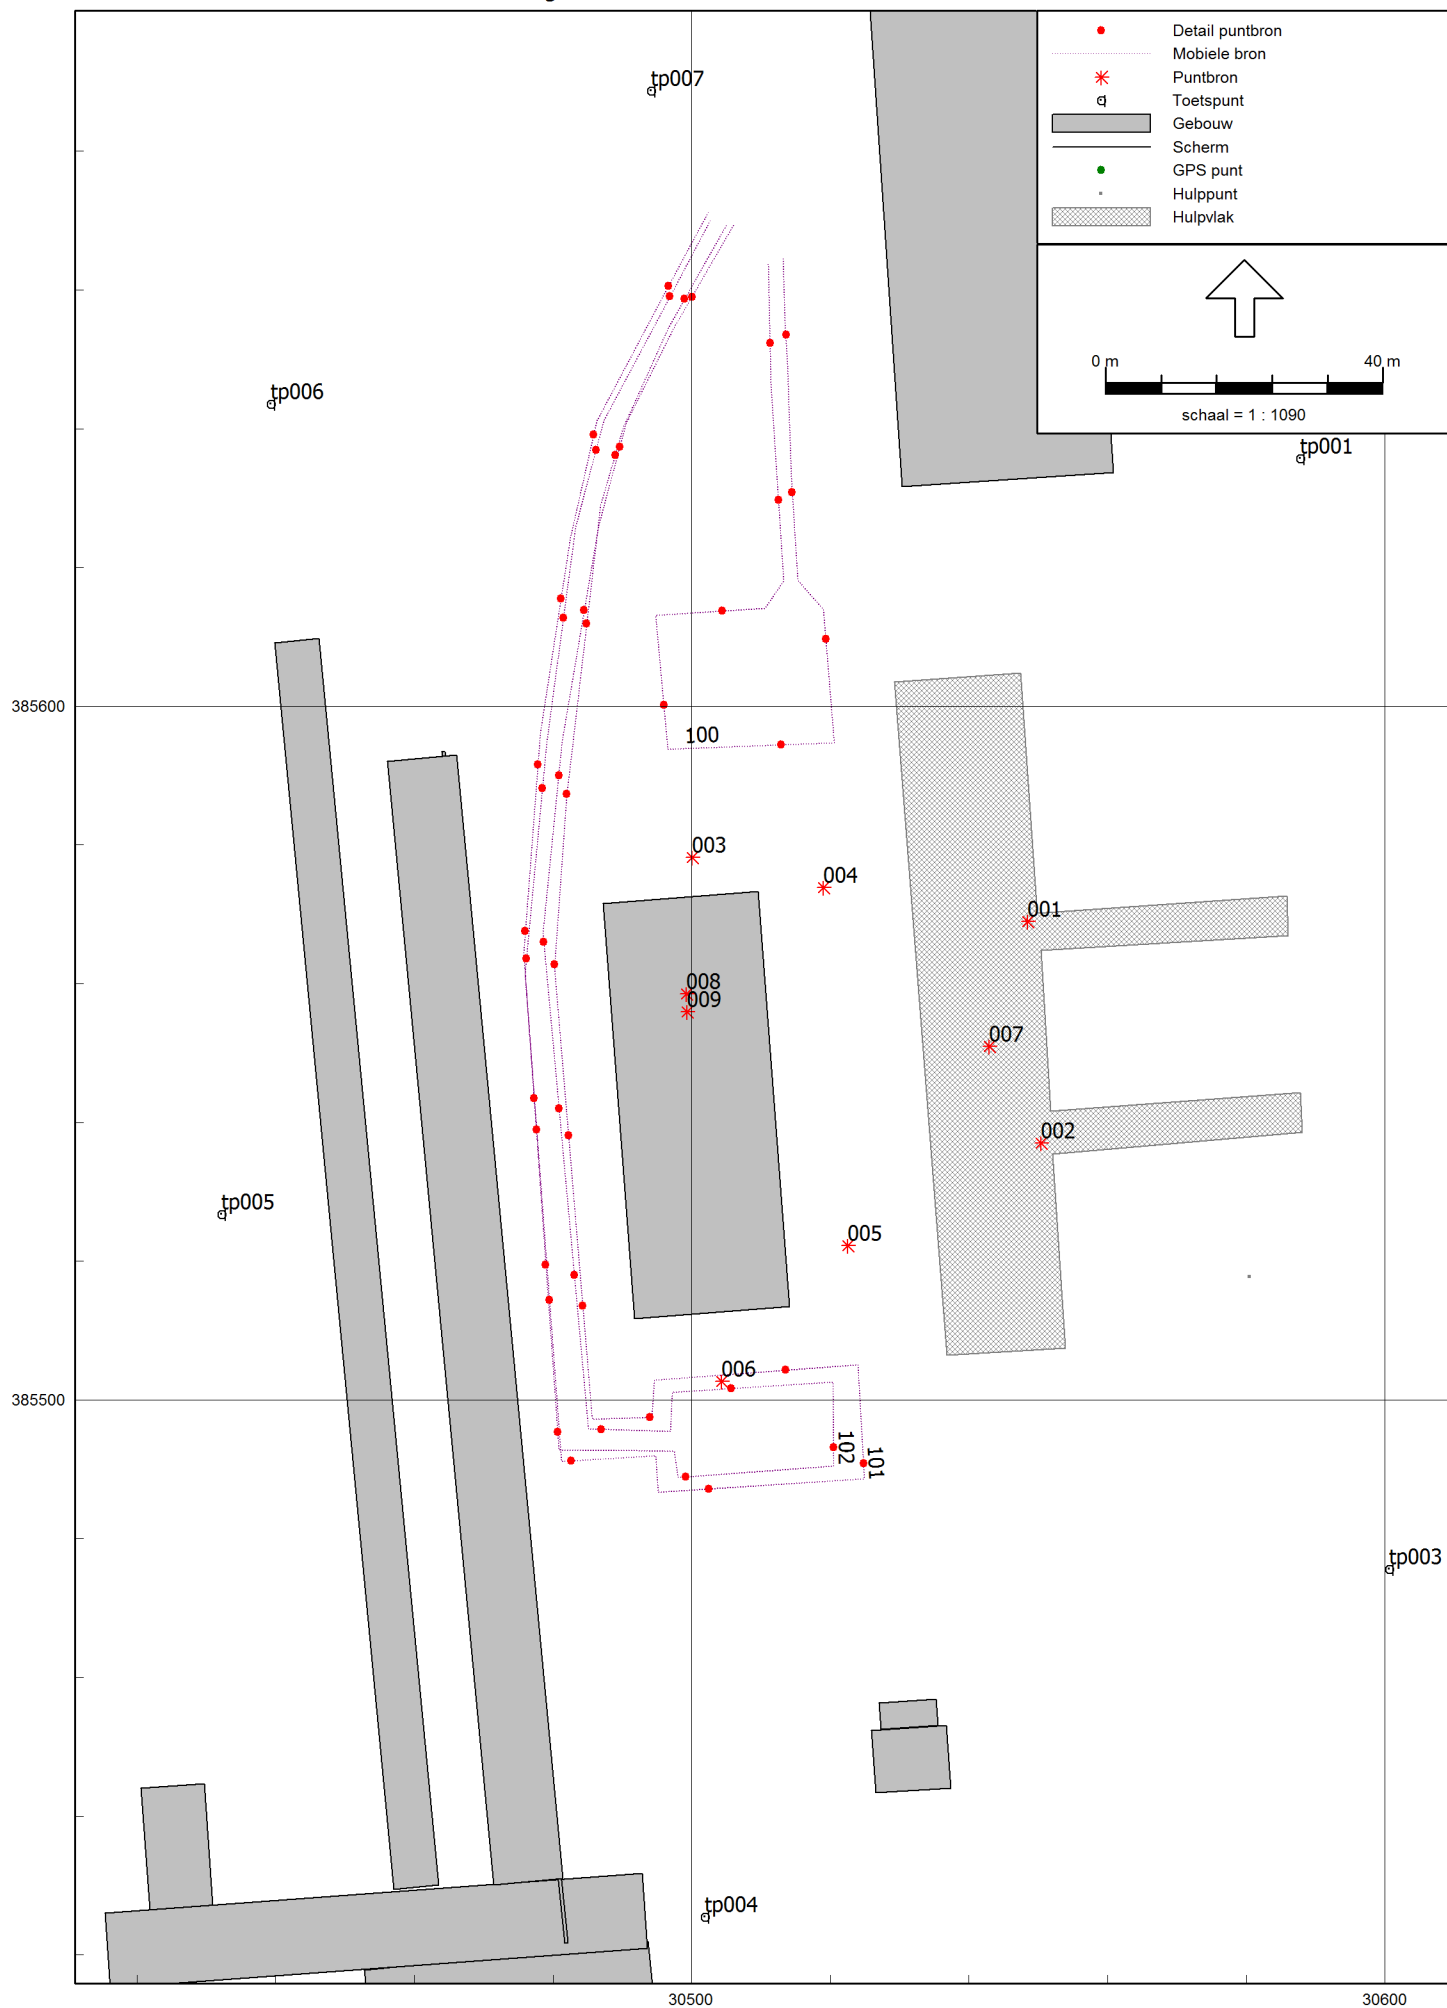 Detail puntbron
Mobiele bron
Puntbron
Toetspunt
Gebouw
Scherm
GPS punt
Hulppunt
Hulpvlak
0 m 40 m
schaal = 1 : 1090
tp007
tp006
tp001
385600
100
003
004
001
008
009
007
002
tp005
005
006
385500
102
101
tp003
tp004
30500
30600